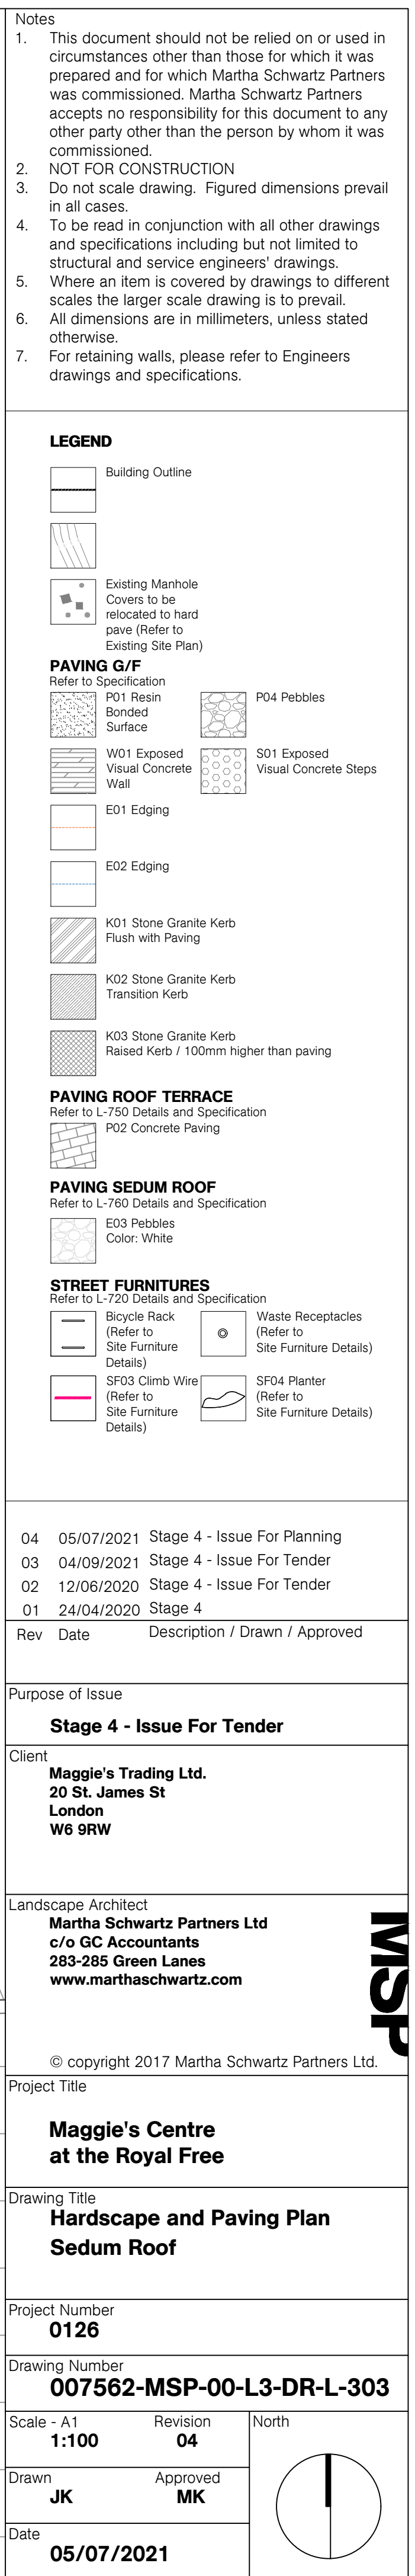 Notes
1. This document should not be relied on or used in
circumstances other than those for which it was
prepared and for which Martha Schwartz Partners
was commissioned. Martha Schwartz Partners
accepts no responsibility for this document to any
other party other than the person by whom it was
commissioned.
2. NOT FOR CONSTRUCTION
3. Do not scale drawing. Figured dimensions prevail
in all cases.
4. To be read in conjunction with all other drawings
and specifications including but not limited to
structural and service engineers' drawings.
5. Where an item is covered by drawings to different
scales the larger scale drawing is to prevail.
6. All dimensions are in millimeters, unless stated
otherwise.
7. For retaining walls, please refer to Engineers
drawings and specifications.
LEGEND
Building Outline
Existing Manhole
Covers to be
relocated to hard
pave (Refer to
Existing Site Plan)
PAVING G/F
Refer to Specification
P01 Resin
Bonded
Surface
P04 Pebbles
W01 Exposed
Visual Concrete
Wall
S01 Exposed
Visual Concrete Steps
E01 Edging
E02 Edging
K01 Stone Granite Kerb
Flush with Paving
K02 Stone Granite Kerb
Transition Kerb
K03 Stone Granite Kerb
Raised Kerb / 100mm higher than paving
PAVING ROOF TERRACE
Refer to L-750 Details and Specification
P02 Concrete Paving
PAVING SEDUM ROOF
Refer to L-760 Details and Specification
E03 Pebbles
Color: White
STREET FURNITURES
Refer to L-720 Details and Specification
Bicycle Rack
(Refer to
Site Furniture
Details)
Waste Receptacles
(Refer to
Site Furniture Details)
SF03 Climb Wire
(Refer to
Site Furniture
Details)
SF04 Planter
(Refer to
Site Furniture Details)
04 05/07/2021 Stage 4 - Issue For Planning
03 04/09/2021 Stage 4 - Issue For Tender
02 12/06/2020 Stage 4 - Issue For Tender
01 24/04/2020 Stage 4
Rev Date Description / Drawn / Approved
Purpose of Issue
Stage 4 - Issue For Tender
Client
Maggie's Trading Ltd.
20 St. James St
London
W6 9RW
Landscape Architect
Martha Schwartz Partners Ltd
c/o GC Accountants
283-285 Green Lanes
www.marthaschwartz.com
MSP
© copyright 2017 Martha Schwartz Partners Ltd.
Project Title
Maggie's Centre
at the Royal Free
Drawing Title
Hardscape and Paving Plan
Sedum Roof
Project Number
0126
Drawing Number
007562-MSP-00-L3-DR-L-303
Scale - A1 Revision North
1:100 04
Drawn Approved
JK MK
Date
05/07/2021